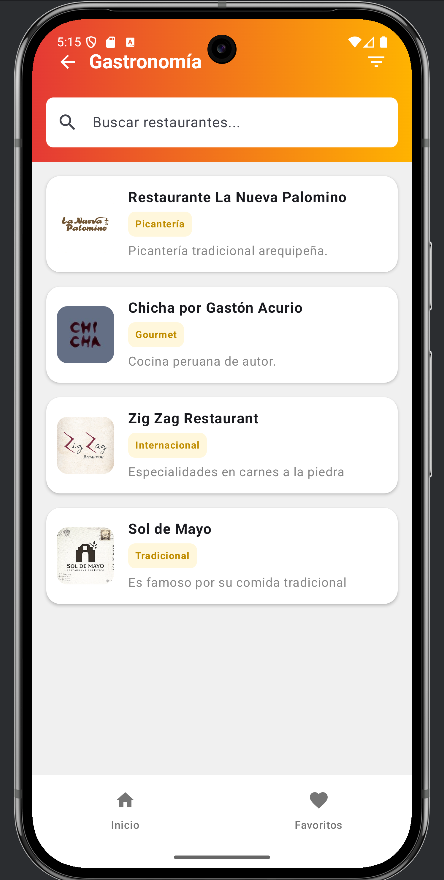 5:15
Gastronomía
Buscar restaurantes...
La Nueva
Palomino
Restaurante La Nueva Palomino
Picantería
Picantería tradicional arequipeña.
CHI
CHA
Chicha por Gastón Acurio
Gourmet
Cocina peruana de autor.
Zig Zag
Zig Zag Restaurant
Internacional
Especialidades en carnes a la piedra
SOL DE MAYO
Sol de Mayo
Tradicional
Es famoso por su comida tradicional
Inicio
Favoritos